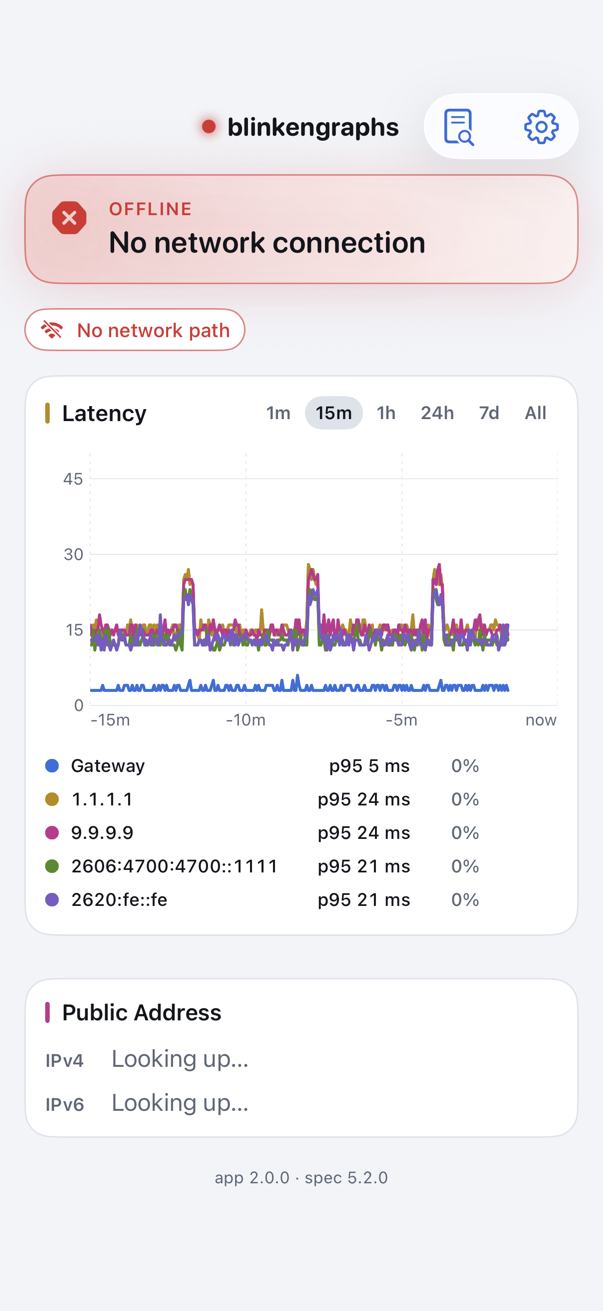 blinkengraphs
OFFLINE
No network connection
No network path
Latency 1m 15m 1h 24h 7d All
45
30
15
0
-15m -10m -5m now
Gateway p95 5 ms 0%
1.1.1.1 p95 24 ms 0%
9.9.9.9 p95 24 ms 0%
2606:4700:4700::1111 p95 21 ms 0%
2620:fe::fe p95 21 ms 0%
Public Address
IPv4 Looking up...
IPv6 Looking up...
app 2.0.0 · spec 5.2.0